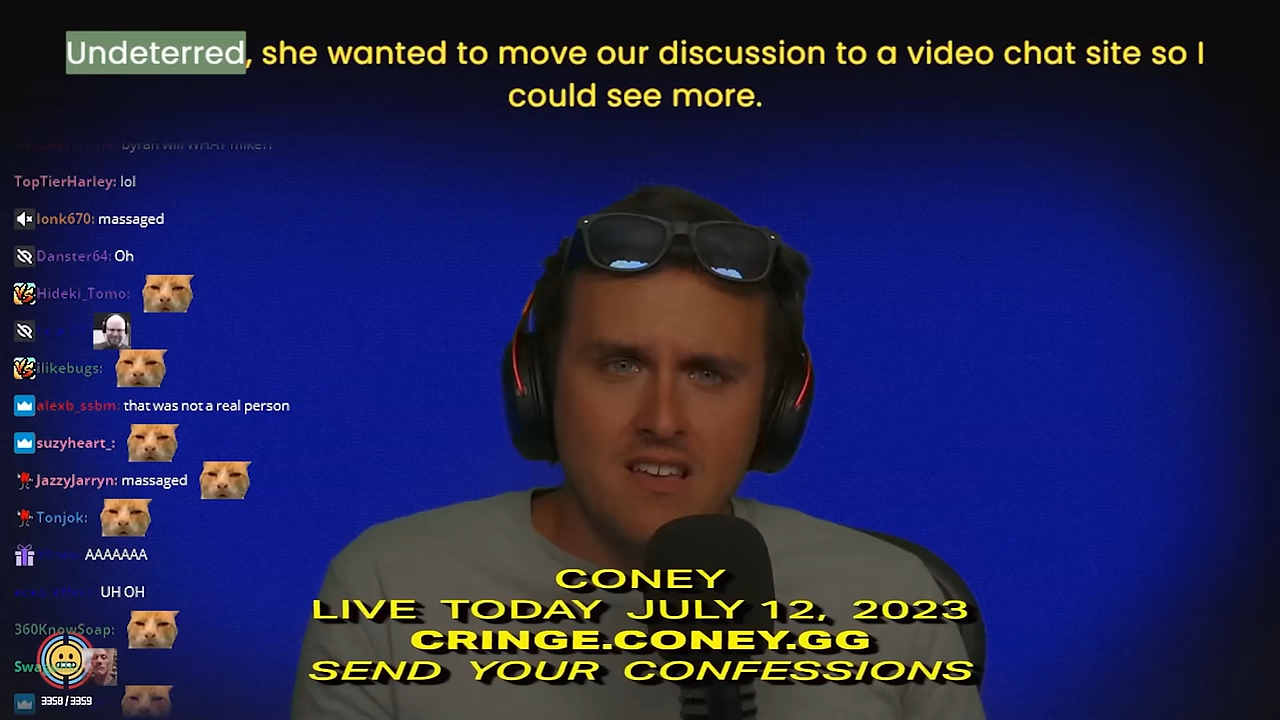 Undeterred, she wanted to move our discussion to a video chat site so I
could see more.
TopTierHarley: lol
lonk670: massaged
Danster64: Oh
Hideki_Tomo:
ilikebugs:
alexb_ssbm: that was not a real person
suzyheart_:
JazzyJarryn: massaged
Tonjok:
AAAAAAA
UH OH
360KnowSoap:
3359 / 3359
CONEY
LIVE TODAY JULY 12, 2023
CRINGE.CONEY.GG
SEND YOUR CONFESSIONS